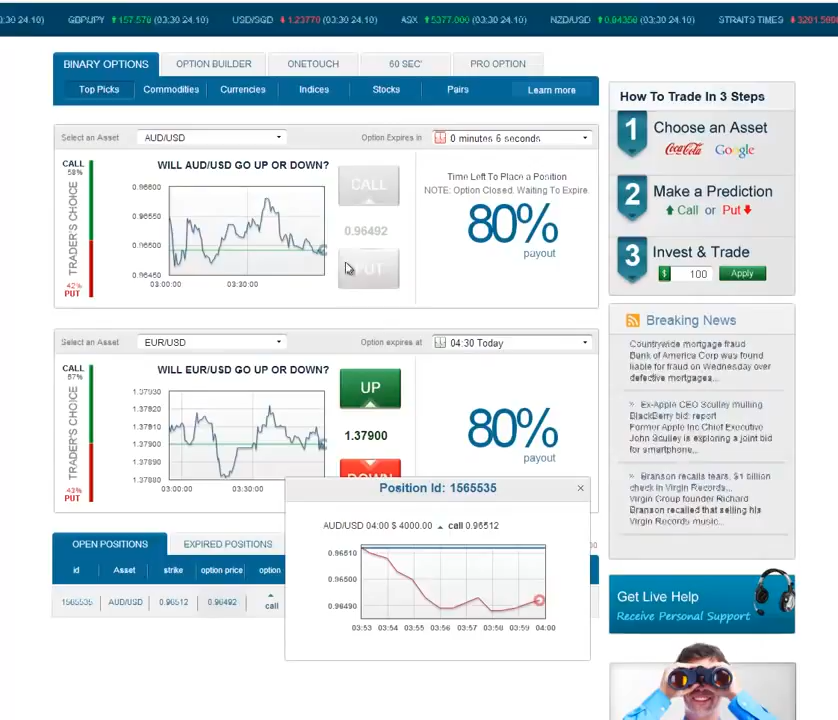 GBP/JPY 157.570 (03:30 24.10) USD/SGD 1.23770 (03:30 24.10) ASX 5377.000 (03:30 24.10) NZD/USD 0.84350 (03:30 24.10) STRAITS TIMES
BINARY OPTIONS OPTION BUILDER ONETOUCH 60 SEC' PRO OPTION
Top Picks Commodities Currencies Indices Stocks Pairs Learn more
Select an Asset AUD/USD Option Expires in 0 minutes 6 seconds
CALL
58%
TRADER'S CHOICE
42%
PUT
WILL AUD/USD GO UP OR DOWN?
0.96600
0.96550
0.96500
0.96450
03:00:00 03:30:00
CALL
0.96492
PUT
Time Left To Place a Position
NOTE: Option Closed. Waiting To Expire.
80%
payout
Select an Asset EUR/USD Option expires at 04:30 Today
CALL
57%
TRADER'S CHOICE
43%
PUT
WILL EUR/USD GO UP OR DOWN?
1.37930
1.37820
1.37900
1.37890
1.37880
03:00:00 03:30:00
UP
1.37900
DOWN
80%
payout
Position Id: 1565535
AUD/USD 04:00 $ 4000.00 call 0.96512
0.96510
0.96500
0.96490
03:53 03:54 03:55 03:56 03:57 03:58 03:59 04:00
OPEN POSITIONS EXPIRED POSITIONS
id Asset strike option price option
1565535 AUD/USD 0.96512 0.96492 call
How To Trade In 3 Steps
1 Choose an Asset
Coca-Cola Google
2 Make a Prediction
Call or Put
3 Invest & Trade
$ 100 Apply
Breaking News
Countrywide mortgage fraud
Bank of America Corp was found
liable for fraud on Wednesday over
defective mortgages...
» Ex-Apple CEO Sculley mulling
BlackBerry bid: report
Former Apple Inc Chief Executive
John Sculley is exploring a joint bid
for smartphone...
» Branson recalls tears, $1 billion
check in Virgin Records...
Virgin Group founder Richard
Branson recalled that selling his
Virgin Records music...
Get Live Help
Receive Personal Support